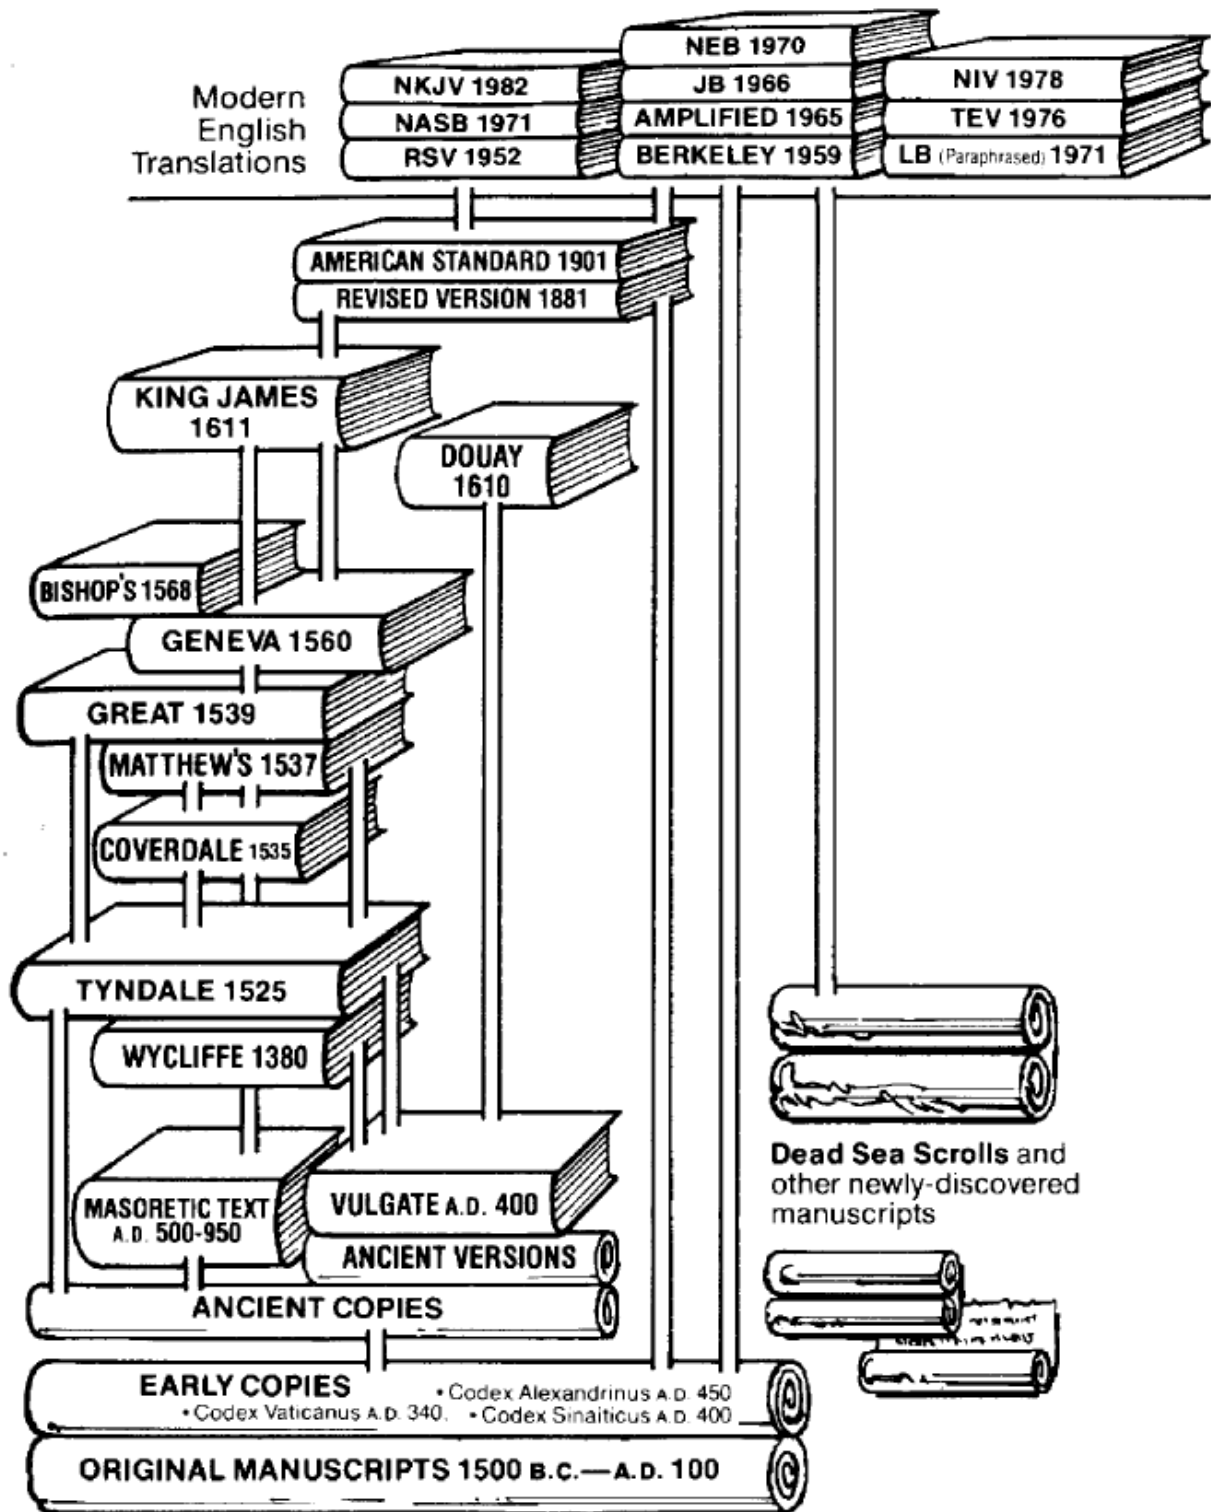 Modern
English
Translations
NKJV 1982
NASB 1971
RSV 1952
NEB 1970
JB 1966
AMPLIFIED 1965
BERKELEY 1959
NIV 1978
TEV 1976
LB (Paraphrased) 1971
AMERICAN STANDARD 1901
REVISED VERSION 1881
KING JAMES
1611
DOUAY
1610
BISHOP'S 1568
GENEVA 1560
GREAT 1539
MATTHEW'S 1537
COVERDALE 1535
TYNDALE 1525
WYCLIFFE 1380
Dead Sea Scrolls and
other newly-discovered
manuscripts
MASORETIC TEXT
A.D. 500-950
VULGATE A.D. 400
ANCIENT VERSIONS
ANCIENT COPIES
EARLY COPIES
• Codex Alexandrinus A.D. 450
• Codex Vaticanus A.D. 340. • Codex Sinaiticus A.D. 400
ORIGINAL MANUSCRIPTS 1500 B.C.—A.D. 100